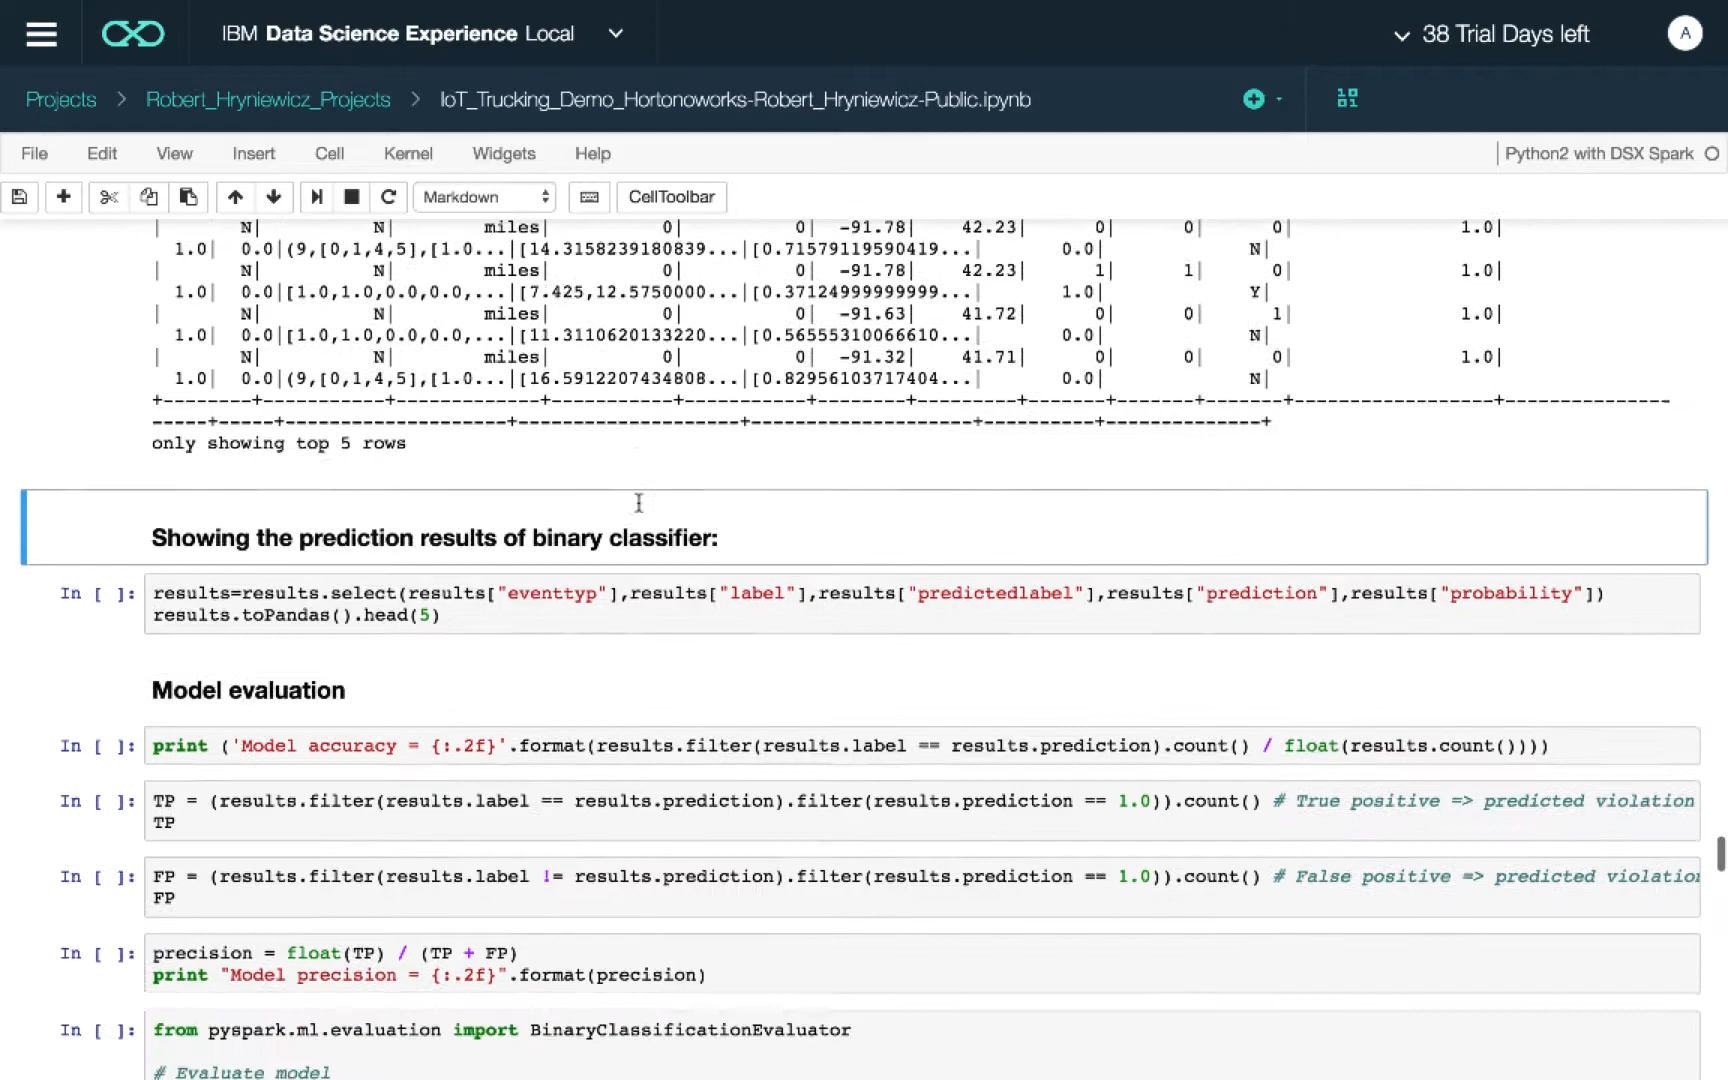 IBM Data Science Experience Local
38 Trial Days left
A
Projects > Robert_Hryniewicz_Projects > IoT_Trucking_Demo_Hortonoworks-Robert_Hryniewicz-Public.ipynb
File Edit View Insert Cell Kernel Widgets Help
Python2 with DSX Spark
Markdown
CellToolbar
| N| N| miles| 0| 0| -91.78| 42.23| 0| 0| 0| 1.0|
1.0| 0.0|(9,[0,1,4,5],[1.0...|[14.3158239180839...|[0.71579119590419...| 0.0| N|
| N| N| miles| 0| 0| -91.78| 42.23| 1| 1| 0| 1.0|
1.0| 0.0|[1.0,1.0,0.0,0.0,...|[7.425,12.5750000...|[0.37124999999999...| 1.0| Y|
| N| N| miles| 0| 0| -91.63| 41.72| 0| 0| 1| 1.0|
1.0| 0.0|[1.0,1.0,0.0,0.0,...|[11.3110620133220...|[0.56555310066610...| 0.0| N|
| N| N| miles| 0| 0| -91.32| 41.71| 0| 0| 0| 1.0|
1.0| 0.0|(9,[0,1,4,5],[1.0...|[16.5912207434808...|[0.82956103717404...| 0.0| N|
+--------+------------+-------------+------------+------------+--------+---------+-------+-------+-------+------------------+---------------
-----+-----+--------------------+--------------------+--------------------+----------+--------------+
only showing top 5 rows
Showing the prediction results of binary classifier:
In [ ]: results=results.select(results["eventtyp"],results["label"],results["predictedlabel"],results["prediction"],results["probability"])
results.toPandas().head(5)
Model evaluation
In [ ]: print ('Model accuracy = {:.2f}'.format(results.filter(results.label == results.prediction).count() / float(results.count())))
In [ ]: TP = (results.filter(results.label == results.prediction).filter(results.prediction == 1.0)).count() # True positive => predicted violation
TP
In [ ]: FP = (results.filter(results.label != results.prediction).filter(results.prediction == 1.0)).count() # False positive => predicted violation
FP
In [ ]: precision = float(TP) / (TP + FP)
print "Model precision = {:.2f}".format(precision)
In [ ]: from pyspark.ml.evaluation import BinaryClassificationEvaluator
# Evaluate model